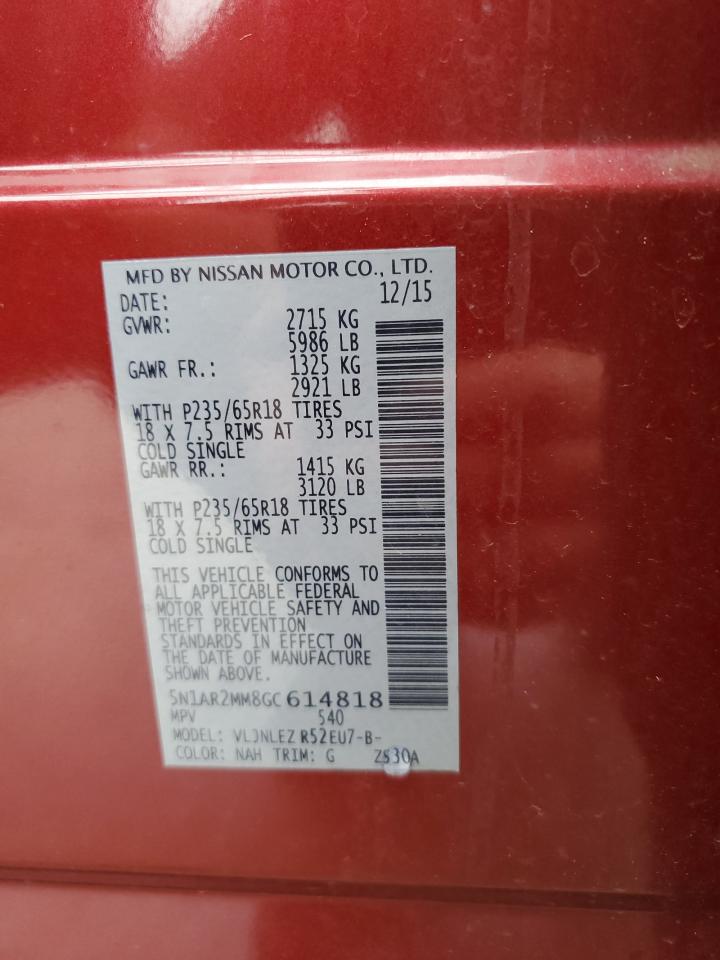 MFD BY NISSAN MOTOR CO., LTD.
DATE: 12/15
GVWR: 2715 KG
5986 LB
GAWR FR.: 1325 KG
2921 LB
WITH P235/65R18 TIRES
18 X 7.5 RIMS AT 33 PSI
COLD SINGLE
GAWR RR.: 1415 KG
3120 LB
WITH P235/65R18 TIRES
18 X 7.5 RIMS AT 33 PSI
COLD SINGLE
THIS VEHICLE CONFORMS TO
ALL APPLICABLE FEDERAL
MOTOR VEHICLE SAFETY AND
THEFT PREVENTION
STANDARDS IN EFFECT ON
THE DATE OF MANUFACTURE
SHOWN ABOVE.
5N1AR2MM8GC614818
MPV 540
MODEL: VLJNLEZ R52EU7-B-
COLOR: NAH TRIM: G ZS30A